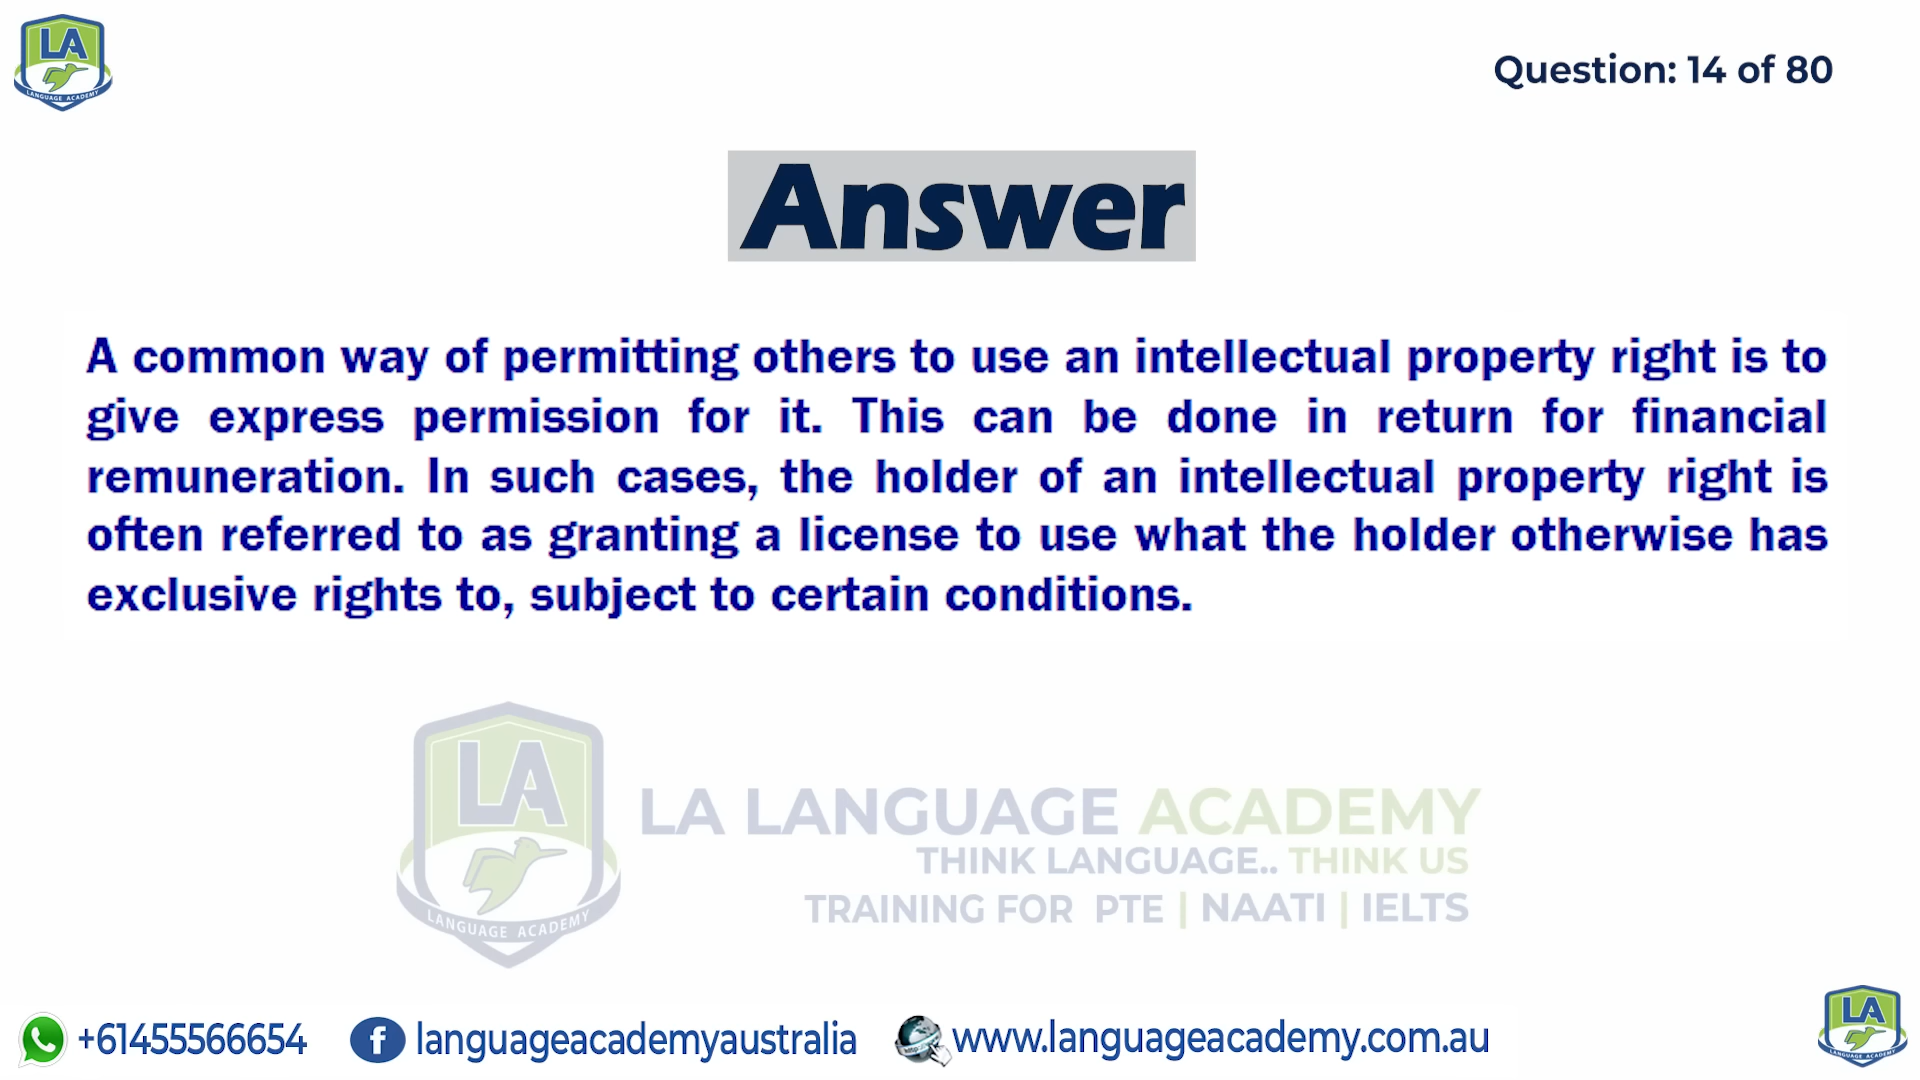 LA
LANGUAGE ACADEMY
Question: 14 of 80
Answer
A common way of permitting others to use an intellectual property right is to
give express permission for it. This can be done in return for financial
remuneration. In such cases, the holder of an intellectual property right is
often referred to as granting a license to use what the holder otherwise has
exclusive rights to, subject to certain conditions.
LA
LANGUAGE ACADEMY
LA LANGUAGE ACADEMY
THINK LANGUAGE.. THINK US
TRAINING FOR PTE | NAATI | IELTS
+61455566654
f languageacademyaustralia
www.languageacademy.com.au
LA
LANGUAGE ACADEMY